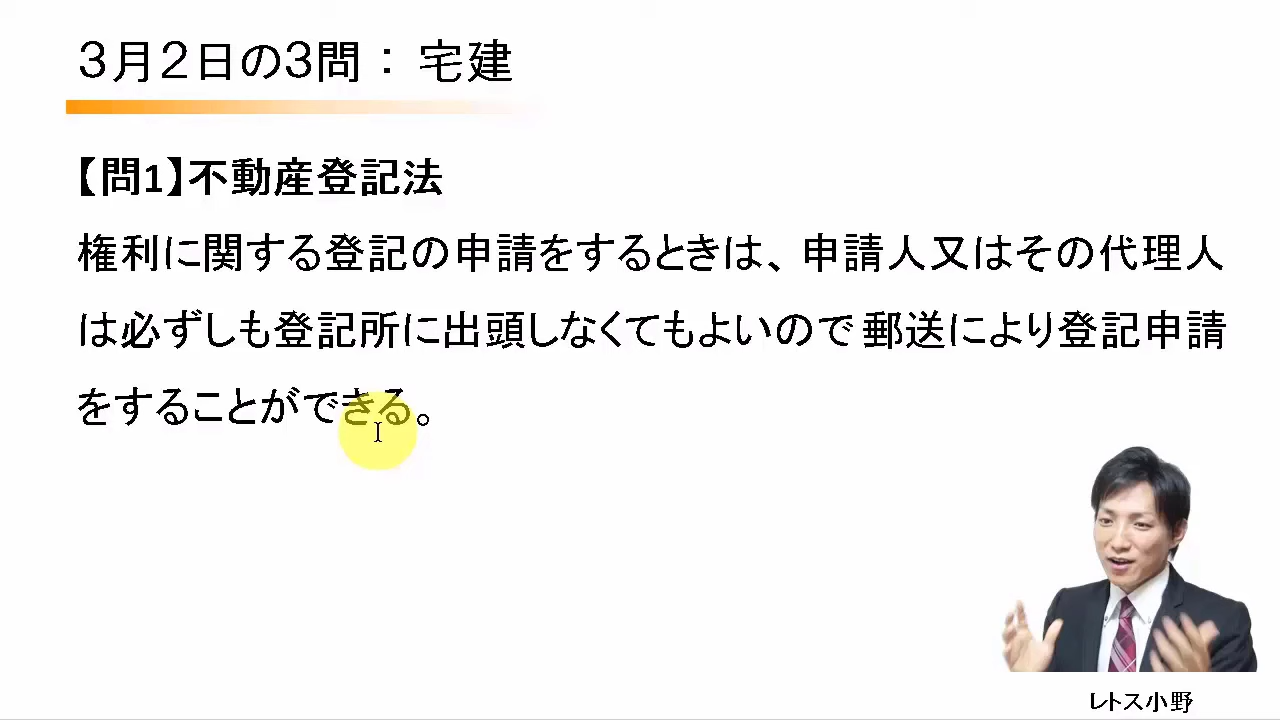 ３月２日の３問：宅建
【問1】不動産登記法
権利に関する登記の申請をするときは、申請人又はその代理人
は必ずしも登記所に出頭しなくてもよいので郵送により登記申請
をすることができる。
レトス小野